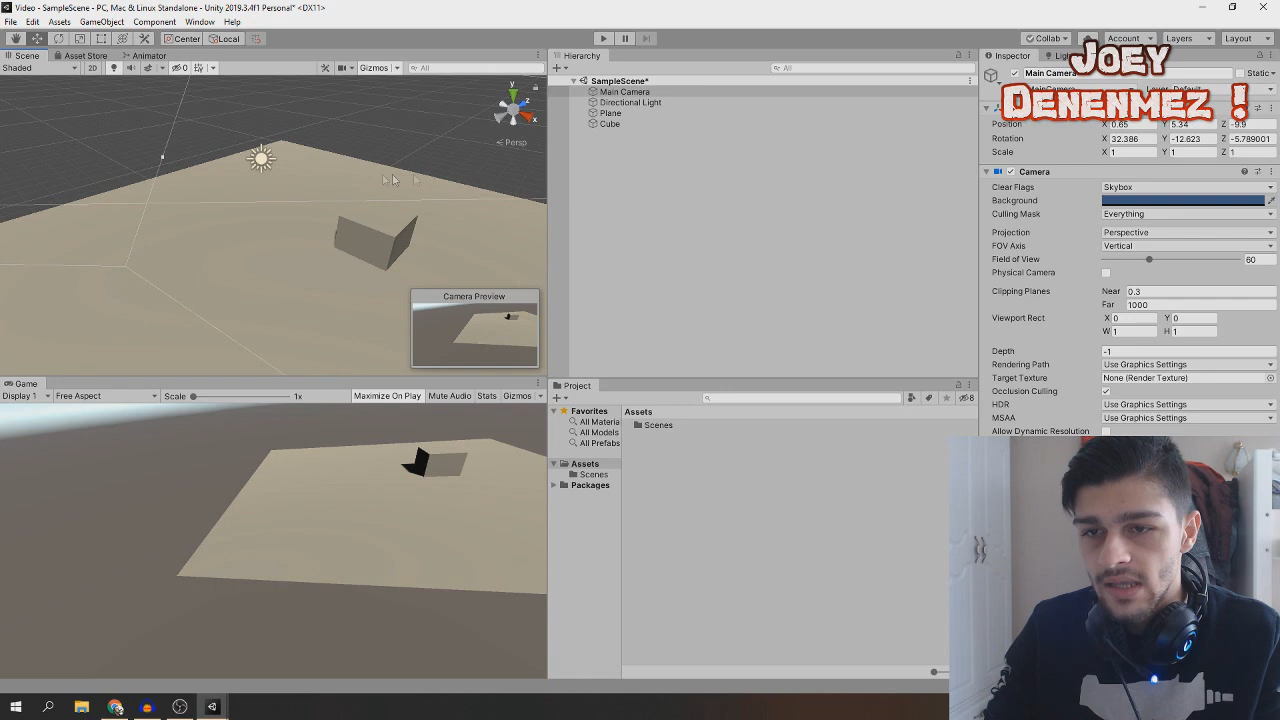 Video - SampleScene - PC, Mac & Linux Standalone - Unity 2019.3.4f1 Personal* <DX11>
File Edit Assets GameObject Component Window Help
Center Local
Collab Account Layers Layout
Scene Asset Store Animator
Shaded 2D 0 Gizmos All
y z x
Persp
Camera Preview
Game
Display 1 Free Aspect Scale 1x Maximize On Play Mute Audio Stats Gizmos
Hierarchy
All
SampleScene*
Main Camera
Directional Light
Plane
Cube
Project
8
Favorites
All Materia
All Models
All Prefabs
Assets
Scenes
Packages
Assets
Scenes
Inspector
JOEY
DENENMEZ !
Main Camera Static
Position X 0.65 Y 5.34 Z -9.9
Rotation X 32.386 Y -12.623 Z -5.789001
Scale X 1 Y 1 Z 1
Camera
Clear Flags Skybox
Background
Culling Mask Everything
Projection Perspective
FOV Axis Vertical
Field of View 60
Physical Camera
Clipping Planes Near 0.3
Far 1000
Viewport Rect X 0 Y 0
W 1 H 1
Depth -1
Rendering Path Use Graphics Settings
Target Texture None (Render Texture)
Occlusion Culling
HDR Use Graphics Settings
MSAA Use Graphics Settings
Allow Dynamic Resolution